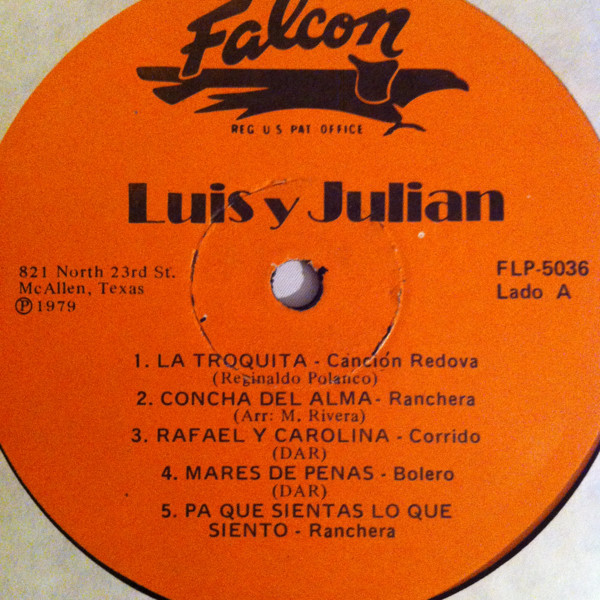 Falcon
REG U S PAT OFFICE
Luis y Julian
821 North 23rd St.
McAllen, Texas
℗ 1979
FLP-5036
Lado A
1. LA TROQUITA - Canción Redova
(Reginaldo Polanco)
2. CONCHA DEL ALMA - Ranchera
(Arr: M. Rivera)
3. RAFAEL Y CAROLINA - Corrido
(DAR)
4. MARES DE PENAS - Bolero
(DAR)
5. PA QUE SIENTAS LO QUE
SIENTO - Ranchera